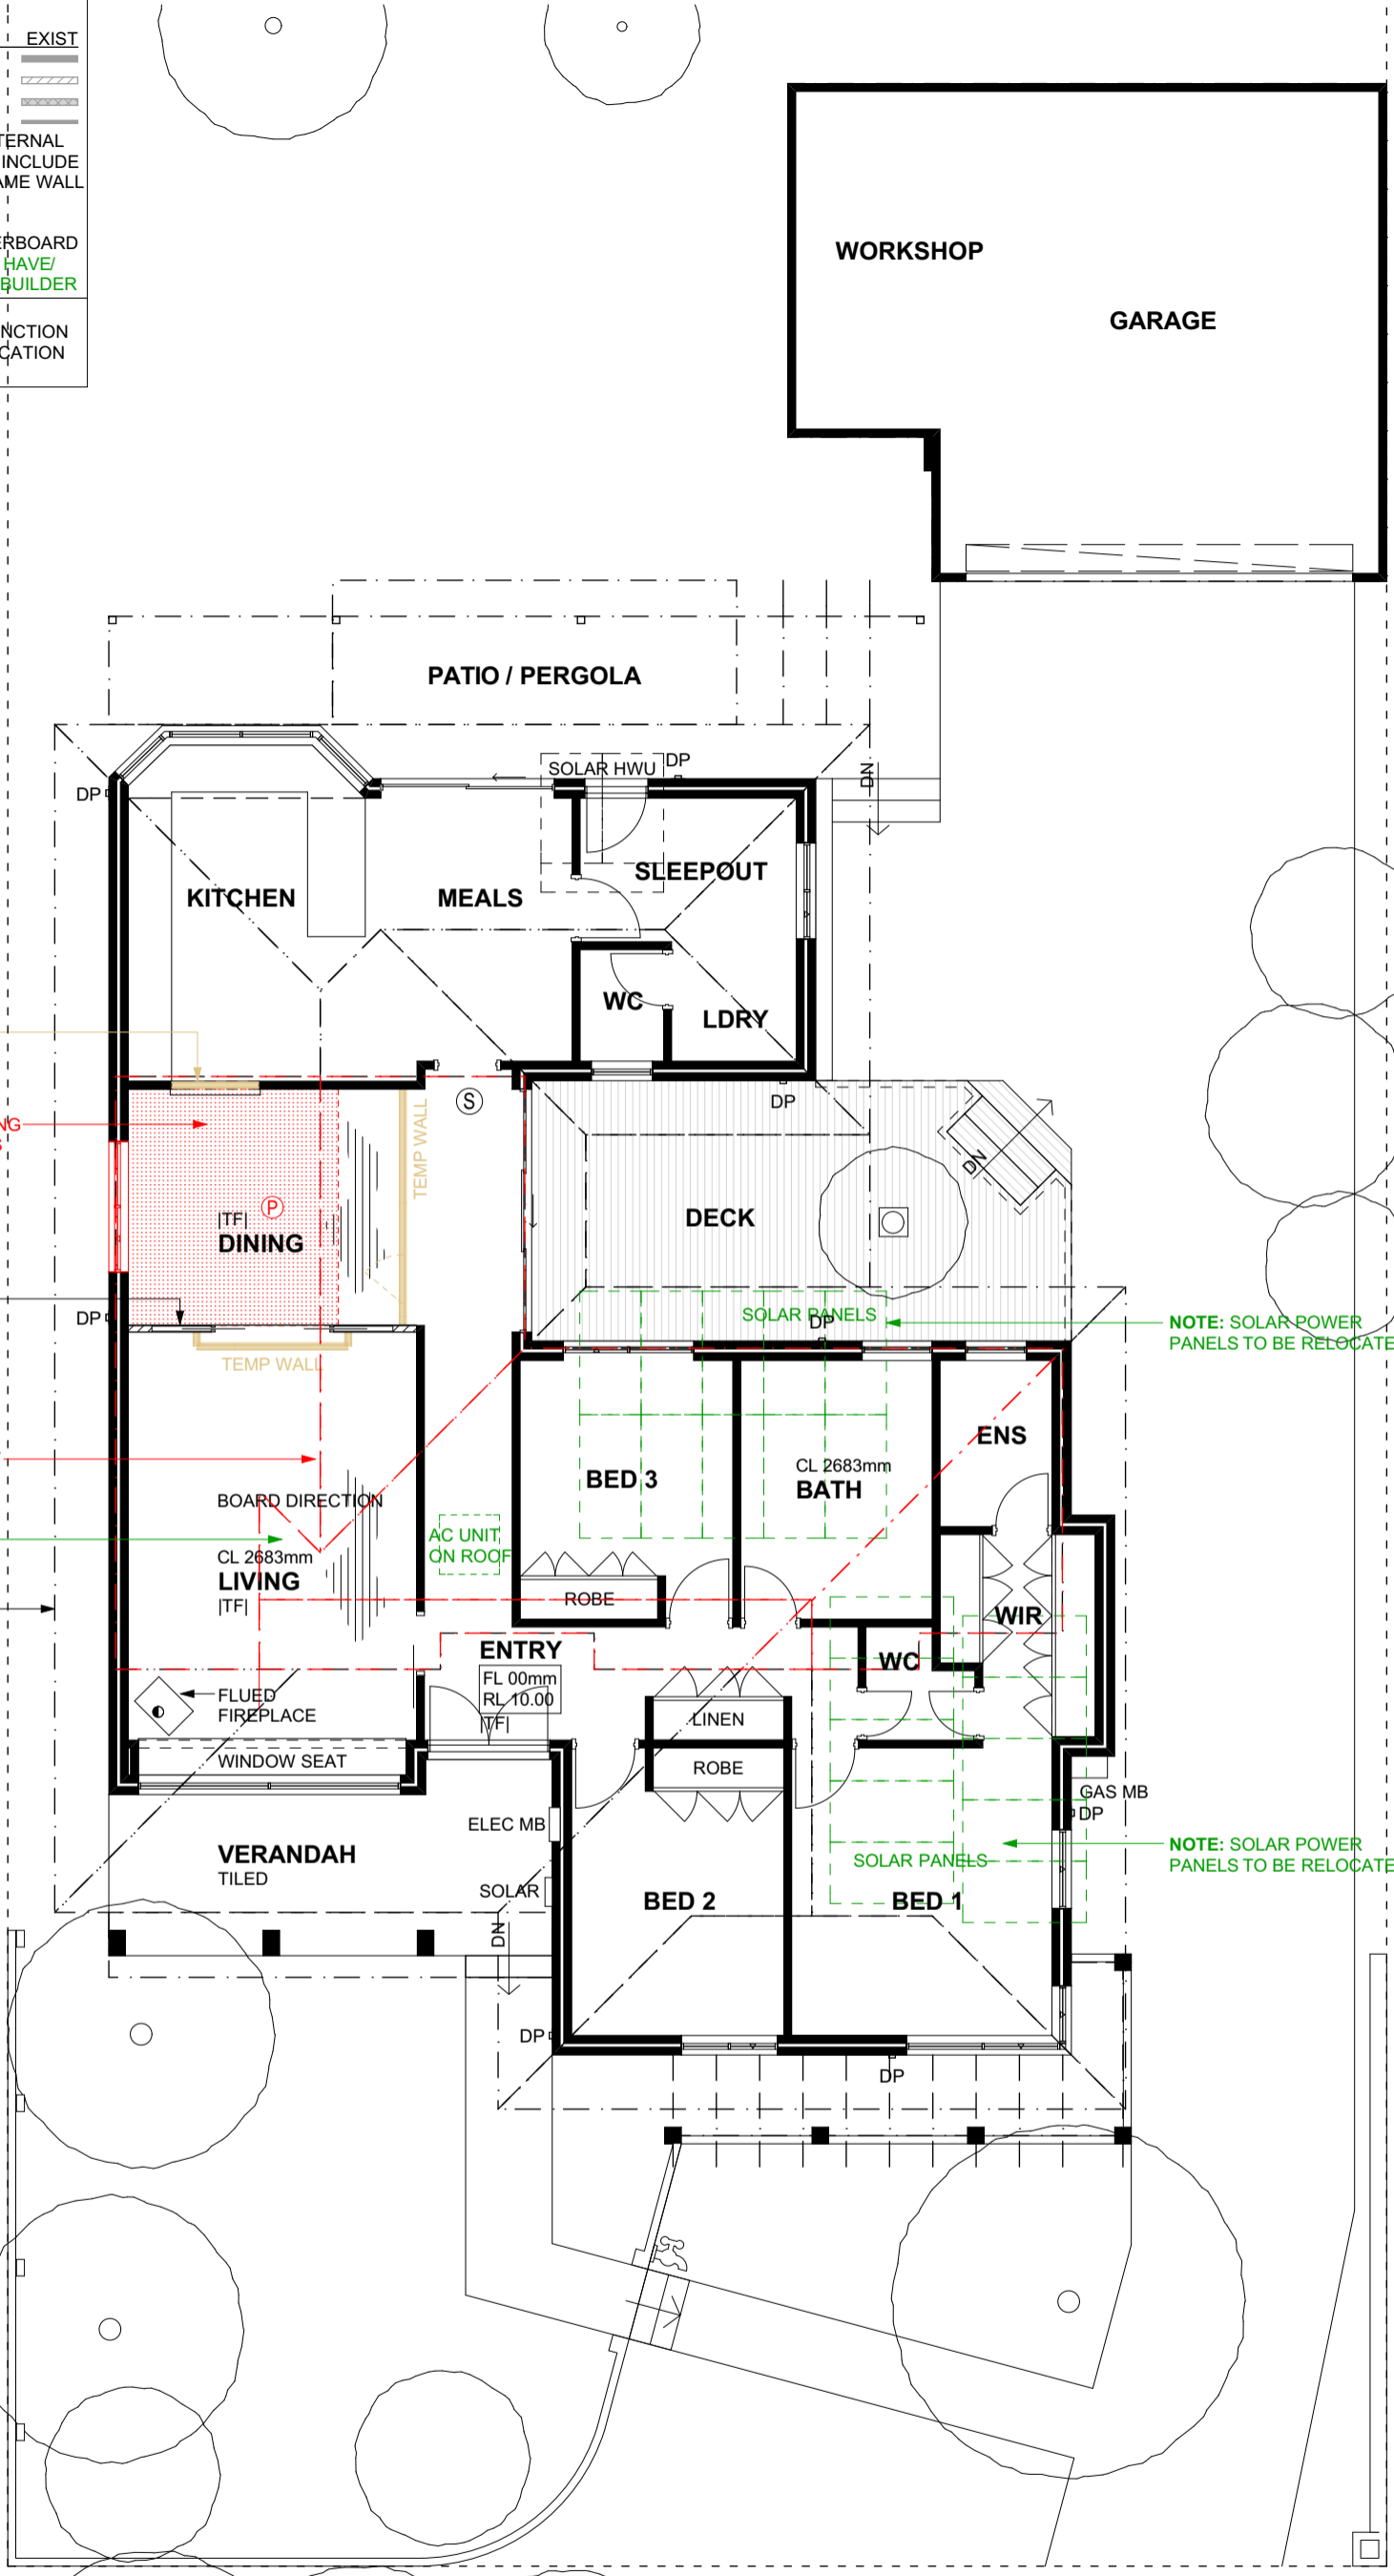 EXIST
TERNAL
INCLUDE
AME WALL
ERBOARD
HAVE/
BUILDER
NCTION
CATION
WORKSHOP
GARAGE
PATIO / PERGOLA
SOLAR HWU
DP
DP
DN
SLEEPOUT
KITCHEN
MEALS
WC
LDRY
S
DP
TEMP WALL
NG
DN
P
|TF|
DINING
DECK
DP
SOLAR PANELS
DP
NOTE: SOLAR POWER
PANELS TO BE RELOCATE
TEMP WALL
ENS
BED 3
CL 2683mm
BATH
BOARD DIRECTION
AC UNIT
ON ROOF
CL 2683mm
LIVING
|TF|
ROBE
WIR
ENTRY
WC
FL 00mm
RL 10.00
|TF|
FLUED
FIREPLACE
LINEN
WINDOW SEAT
ROBE
GAS MB
DP
ELEC MB
NOTE: SOLAR POWER
PANELS TO BE RELOCATE
VERANDAH
TILED
SOLAR PANELS
SOLAR
BED 2
BED 1
DN
DP
DP